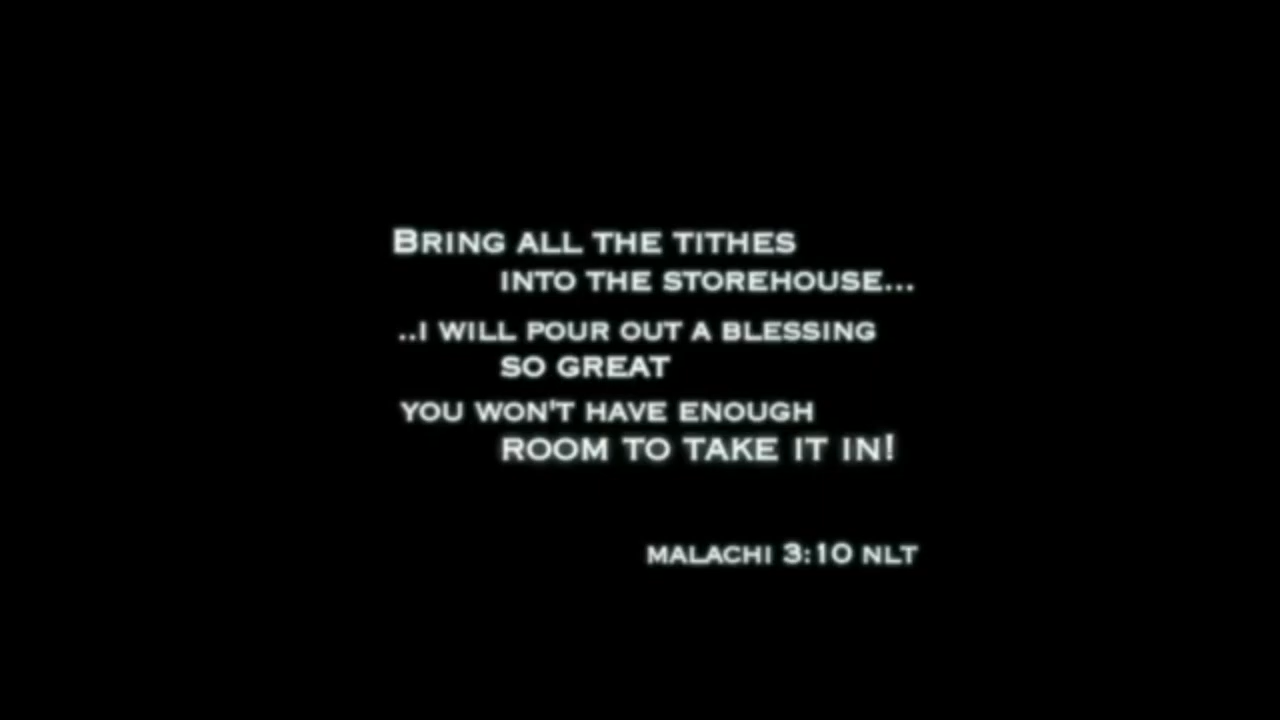 Bring all the tithes
into the storehouse...
..I will pour out a blessing
so great
you won't have enough
room to take it in!
Malachi 3:10 NLT